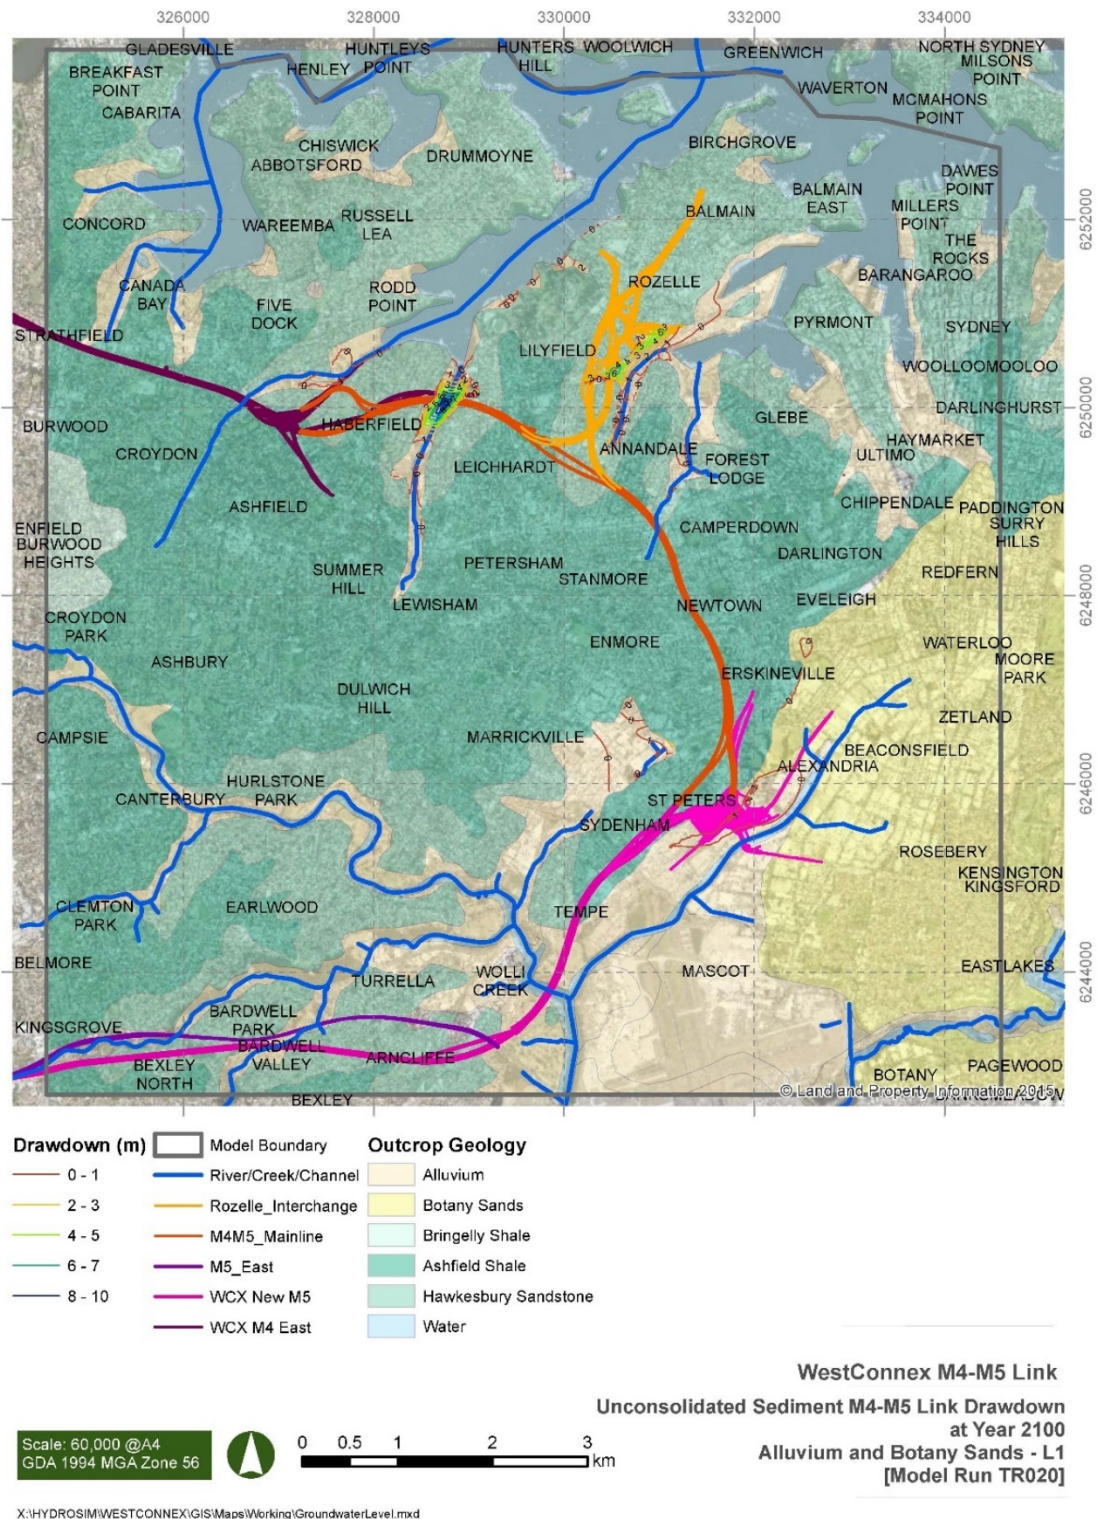 326000 328000 330000 332000 334000
GLADESVILLE HUNTLEYS POINT HUNTERS HILL WOOLWICH GREENWICH NORTH SYDNEY
BREAKFAST POINT HENLEY MILSONS POINT
CABARITA WAVERTON MCMAHONS POINT
CHISWICK BIRCHGROVE
ABBOTSFORD DRUMMOYNE
DAWES POINT
BALMAIN EAST
CONCORD WAREEMBA RUSSELL LEA BALMAIN MILLERS POINT
6252000
THE ROCKS
CANADA BAY RODD POINT ROZELLE BARANGAROO
FIVE DOCK PYRMONT SYDNEY
STRATHFIELD LILYFIELD WOOLLOOMOOLOO
6250000
BURWOOD HABERFIELD GLEBE DARLINGHURST
CROYDON LEICHHARDT ANNANDALE FOREST LODGE HAYMARKET
ULTIMO
ASHFIELD CHIPPENDALE PADDINGTON
ENFIELD CAMPERDOWN SURRY HILLS
BURWOOD HEIGHTS PETERSHAM DARLINGTON
SUMMER HILL STANMORE REDFERN
LEWISHAM NEWTOWN EVELEIGH
6248000
CROYDON PARK ENMORE WATERLOO
ASHBURY ERSKINEVILLE MOORE PARK
DULWICH HILL ZETLAND
CAMPSIE MARRICKVILLE BEACONSFIELD
ALEXANDRIA
6246000
CANTERBURY HURLSTONE PARK ST PETERS
SYDENHAM
ROSEBERY
KENSINGTON
KINGSFORD
CLEMTON PARK EARLWOOD TEMPE
BELMORE TURRELLA WOLLI CREEK MASCOT EASTLAKES
6244000
KINGSGROVE BARDWELL PARK
BEXLEY NORTH BARDWELL VALLEY ARNCLIFFE PAGEWOOD
BOTANY
© Land and Property Information 2015
BEXLEY BANKSMEADOW
Drawdown (m) Model Boundary Outcrop Geology
0 - 1 River/Creek/Channel Alluvium
2 - 3 Rozelle_Interchange Botany Sands
4 - 5 M4M5_Mainline Bringelly Shale
6 - 7 M5_East Ashfield Shale
8 - 10 WCX New M5 Hawkesbury Sandstone
WCX M4 East Water
WestConnex M4-M5 Link
Unconsolidated Sediment M4-M5 Link Drawdown
at Year 2100
Alluvium and Botany Sands - L1
[Model Run TR020]
Scale: 60,000 @A4
GDA 1994 MGA Zone 56
0 0.5 1 2 3
km
X:\HYDROSIM\WESTCONNEX\GIS\Maps\Working\GroundwaterLevel.mxd